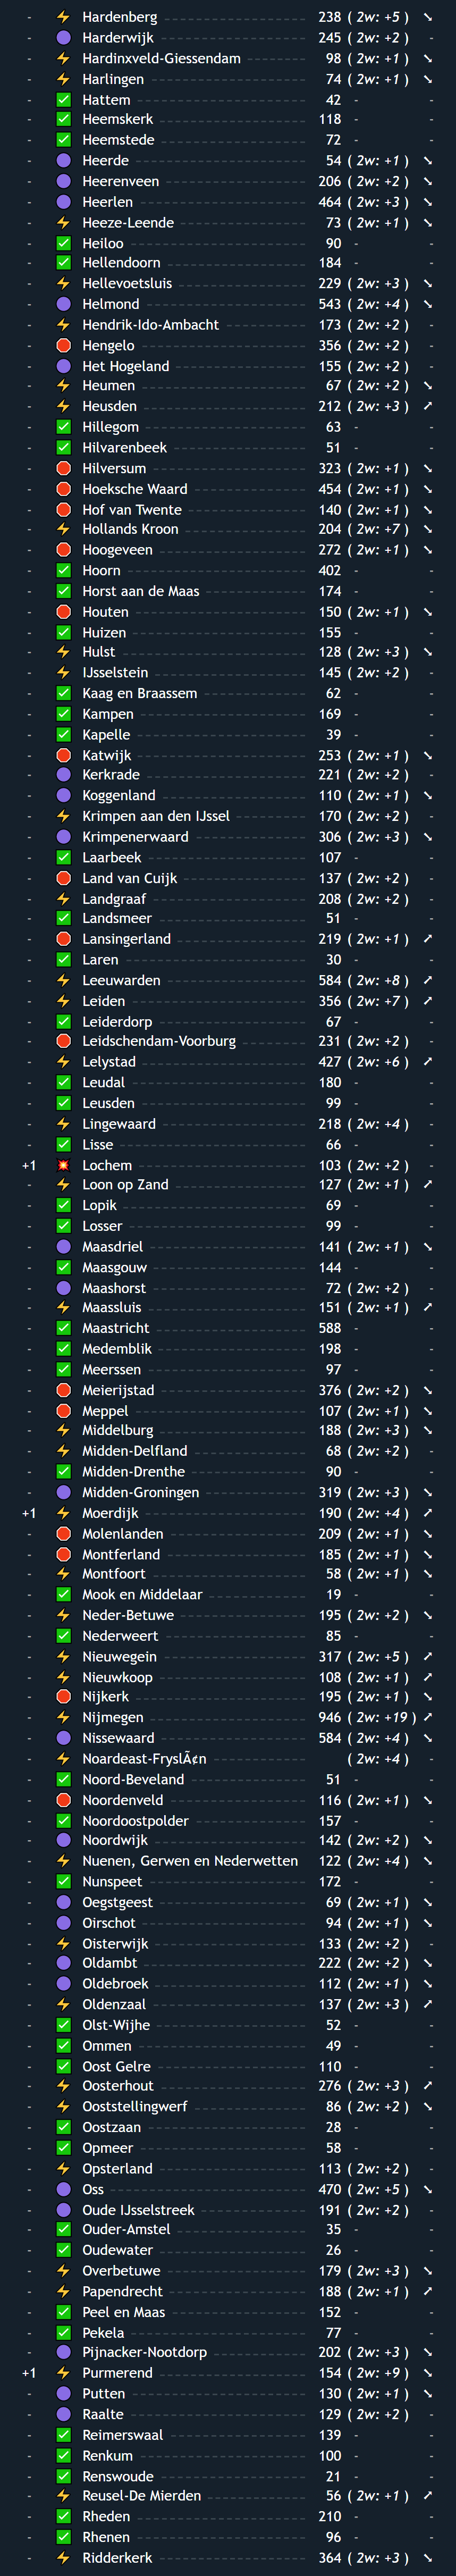 - ⚡ Hardenberg 238 ( 2w: +5 ) ↘
- 🟣 Harderwijk 245 ( 2w: +2 ) -
- ⚡ Hardinxveld-Giessendam 98 ( 2w: +1 ) ↘
- ⚡ Harlingen 74 ( 2w: +1 ) ↘
- ✅ Hattem 42 - -
- ✅ Heemskerk 118 - -
- ✅ Heemstede 72 - -
- 🟣 Heerde 54 ( 2w: +1 ) ↘
- 🟣 Heerenveen 206 ( 2w: +2 ) ↘
- 🟣 Heerlen 464 ( 2w: +3 ) ↘
- ⚡ Heeze-Leende 73 ( 2w: +1 ) ↘
- ✅ Heiloo 90 - -
- ✅ Hellendoorn 184 - -
- ⚡ Hellevoetsluis 229 ( 2w: +3 ) ↘
- 🟣 Helmond 543 ( 2w: +4 ) ↘
- ⚡ Hendrik-Ido-Ambacht 173 ( 2w: +2 ) -
- 🛑 Hengelo 356 ( 2w: +2 ) -
- 🟣 Het Hogeland 155 ( 2w: +2 ) -
- ⚡ Heumen 67 ( 2w: +2 ) ↘
- ⚡ Heusden 212 ( 2w: +3 ) ↗
- ✅ Hillegom 63 - -
- ✅ Hilvarenbeek 51 - -
- 🛑 Hilversum 323 ( 2w: +1 ) ↘
- 🛑 Hoeksche Waard 454 ( 2w: +1 ) ↘
- 🛑 Hof van Twente 140 ( 2w: +1 ) ↘
- ⚡ Hollands Kroon 204 ( 2w: +7 ) ↘
- 🛑 Hoogeveen 272 ( 2w: +1 ) ↘
- ✅ Hoorn 402 - -
- ✅ Horst aan de Maas 174 - -
- 🛑 Houten 150 ( 2w: +1 ) ↘
- ✅ Huizen 155 - -
- ⚡ Hulst 128 ( 2w: +3 ) ↘
- ⚡ IJsselstein 145 ( 2w: +2 ) -
- ✅ Kaag en Braassem 62 - -
- ✅ Kampen 169 - -
- ✅ Kapelle 39 - -
- 🛑 Katwijk 253 ( 2w: +1 ) ↘
- 🟣 Kerkrade 221 ( 2w: +2 ) -
- 🟣 Koggenland 110 ( 2w: +1 ) ↘
- ⚡ Krimpen aan den IJssel 170 ( 2w: +2 ) -
- 🟣 Krimpenerwaard 306 ( 2w: +3 ) ↘
- ✅ Laarbeek 107 - -
- 🛑 Land van Cuijk 137 ( 2w: +2 ) -
- ⚡ Landgraaf 208 ( 2w: +2 ) -
- ✅ Landsmeer 51 - -
- 🛑 Lansingerland 219 ( 2w: +1 ) ↗
- ✅ Laren 30 - -
- ⚡ Leeuwarden 584 ( 2w: +8 ) ↗
- ⚡ Leiden 356 ( 2w: +7 ) ↗
- ✅ Leiderdorp 67 - -
- 🛑 Leidschendam-Voorburg 231 ( 2w: +2 ) -
- ⚡ Lelystad 427 ( 2w: +6 ) ↗
- ✅ Leudal 180 - -
- ✅ Leusden 99 - -
- ⚡ Lingewaard 218 ( 2w: +4 ) -
- ✅ Lisse 66 - -
+1 💥 Lochem 103 ( 2w: +2 ) -
- ⚡ Loon op Zand 127 ( 2w: +1 ) ↗
- ✅ Lopik 69 - -
- ✅ Losser 99 - -
- 🟣 Maasdriel 141 ( 2w: +1 ) ↘
- ✅ Maasgouw 144 - -
- 🟣 Maashorst 72 ( 2w: +2 ) -
- ⚡ Maassluis 151 ( 2w: +1 ) ↗
- ✅ Maastricht 588 - -
- ✅ Medemblik 198 - -
- ✅ Meerssen 97 - -
- 🛑 Meierijstad 376 ( 2w: +2 ) ↘
- 🛑 Meppel 107 ( 2w: +1 ) ↘
- ⚡ Middelburg 188 ( 2w: +3 ) ↘
- ⚡ Midden-Delfland 68 ( 2w: +2 ) -
- ✅ Midden-Drenthe 90 - -
- 🟣 Midden-Groningen 319 ( 2w: +3 ) ↘
+1 ⚡ Moerdijk 190 ( 2w: +4 ) ↗
- 🛑 Molenlanden 209 ( 2w: +1 ) ↘
- 🛑 Montferland 185 ( 2w: +1 ) ↘
- ⚡ Montfoort 58 ( 2w: +1 ) ↘
- ✅ Mook en Middelaar 19 - -
- ⚡ Neder-Betuwe 195 ( 2w: +2 ) ↘
- ✅ Nederweert 85 - -
- ⚡ Nieuwegein 317 ( 2w: +5 ) ↗
- ⚡ Nieuwkoop 108 ( 2w: +1 ) ↗
- 🛑 Nijkerk 195 ( 2w: +1 ) ↘
- ⚡ Nijmegen 946 ( 2w: +19 ) ↗
- 🟣 Nissewaard 584 ( 2w: +4 ) ↘
- ⚡ Noardeast-FryslÃ¢n ( 2w: +4 ) -
- ✅ Noord-Beveland 51 - -
- 🛑 Noordenveld 116 ( 2w: +1 ) ↘
- ✅ Noordoostpolder 157 - -
- 🟣 Noordwijk 142 ( 2w: +2 ) ↘
- ⚡ Nuenen, Gerwen en Nederwetten 122 ( 2w: +4 ) ↘
- ✅ Nunspeet 172 - -
- 🟣 Oegstgeest 69 ( 2w: +1 ) ↘
- 🟣 Oirschot 94 ( 2w: +1 ) ↘
- ⚡ Oisterwijk 133 ( 2w: +2 ) -
- 🟣 Oldambt 222 ( 2w: +2 ) ↘
- 🟣 Oldebroek 112 ( 2w: +1 ) ↘
- ⚡ Oldenzaal 137 ( 2w: +3 ) ↗
- ✅ Olst-Wijhe 52 - -
- ✅ Ommen 49 - -
- ✅ Oost Gelre 110 - -
- ⚡ Oosterhout 276 ( 2w: +3 ) ↗
- ⚡ Ooststellingwerf 86 ( 2w: +2 ) ↘
- ✅ Oostzaan 28 - -
- ✅ Opmeer 58 - -
- ⚡ Opsterland 113 ( 2w: +2 ) -
- 🟣 Oss 470 ( 2w: +5 ) ↘
- 🟣 Oude IJsselstreek 191 ( 2w: +2 ) -
- ✅ Ouder-Amstel 35 - -
- ✅ Oudewater 26 - -
- ⚡ Overbetuwe 179 ( 2w: +3 ) ↘
- ⚡ Papendrecht 188 ( 2w: +1 ) ↗
- ✅ Peel en Maas 152 - -
- ✅ Pekela 77 - -
- 🟣 Pijnacker-Nootdorp 202 ( 2w: +3 ) ↘
+1 ⚡ Purmerend 154 ( 2w: +9 ) ↘
- 🟣 Putten 130 ( 2w: +1 ) ↘
- 🟣 Raalte 129 ( 2w: +2 ) -
- ✅ Reimerswaal 139 - -
- ✅ Renkum 100 - -
- ✅ Renswoude 21 - -
- ⚡ Reusel-De Mierden 56 ( 2w: +1 ) ↗
- ✅ Rheden 210 - -
- ✅ Rhenen 96 - -
- ⚡ Ridderkerk 364 ( 2w: +3 ) ↘